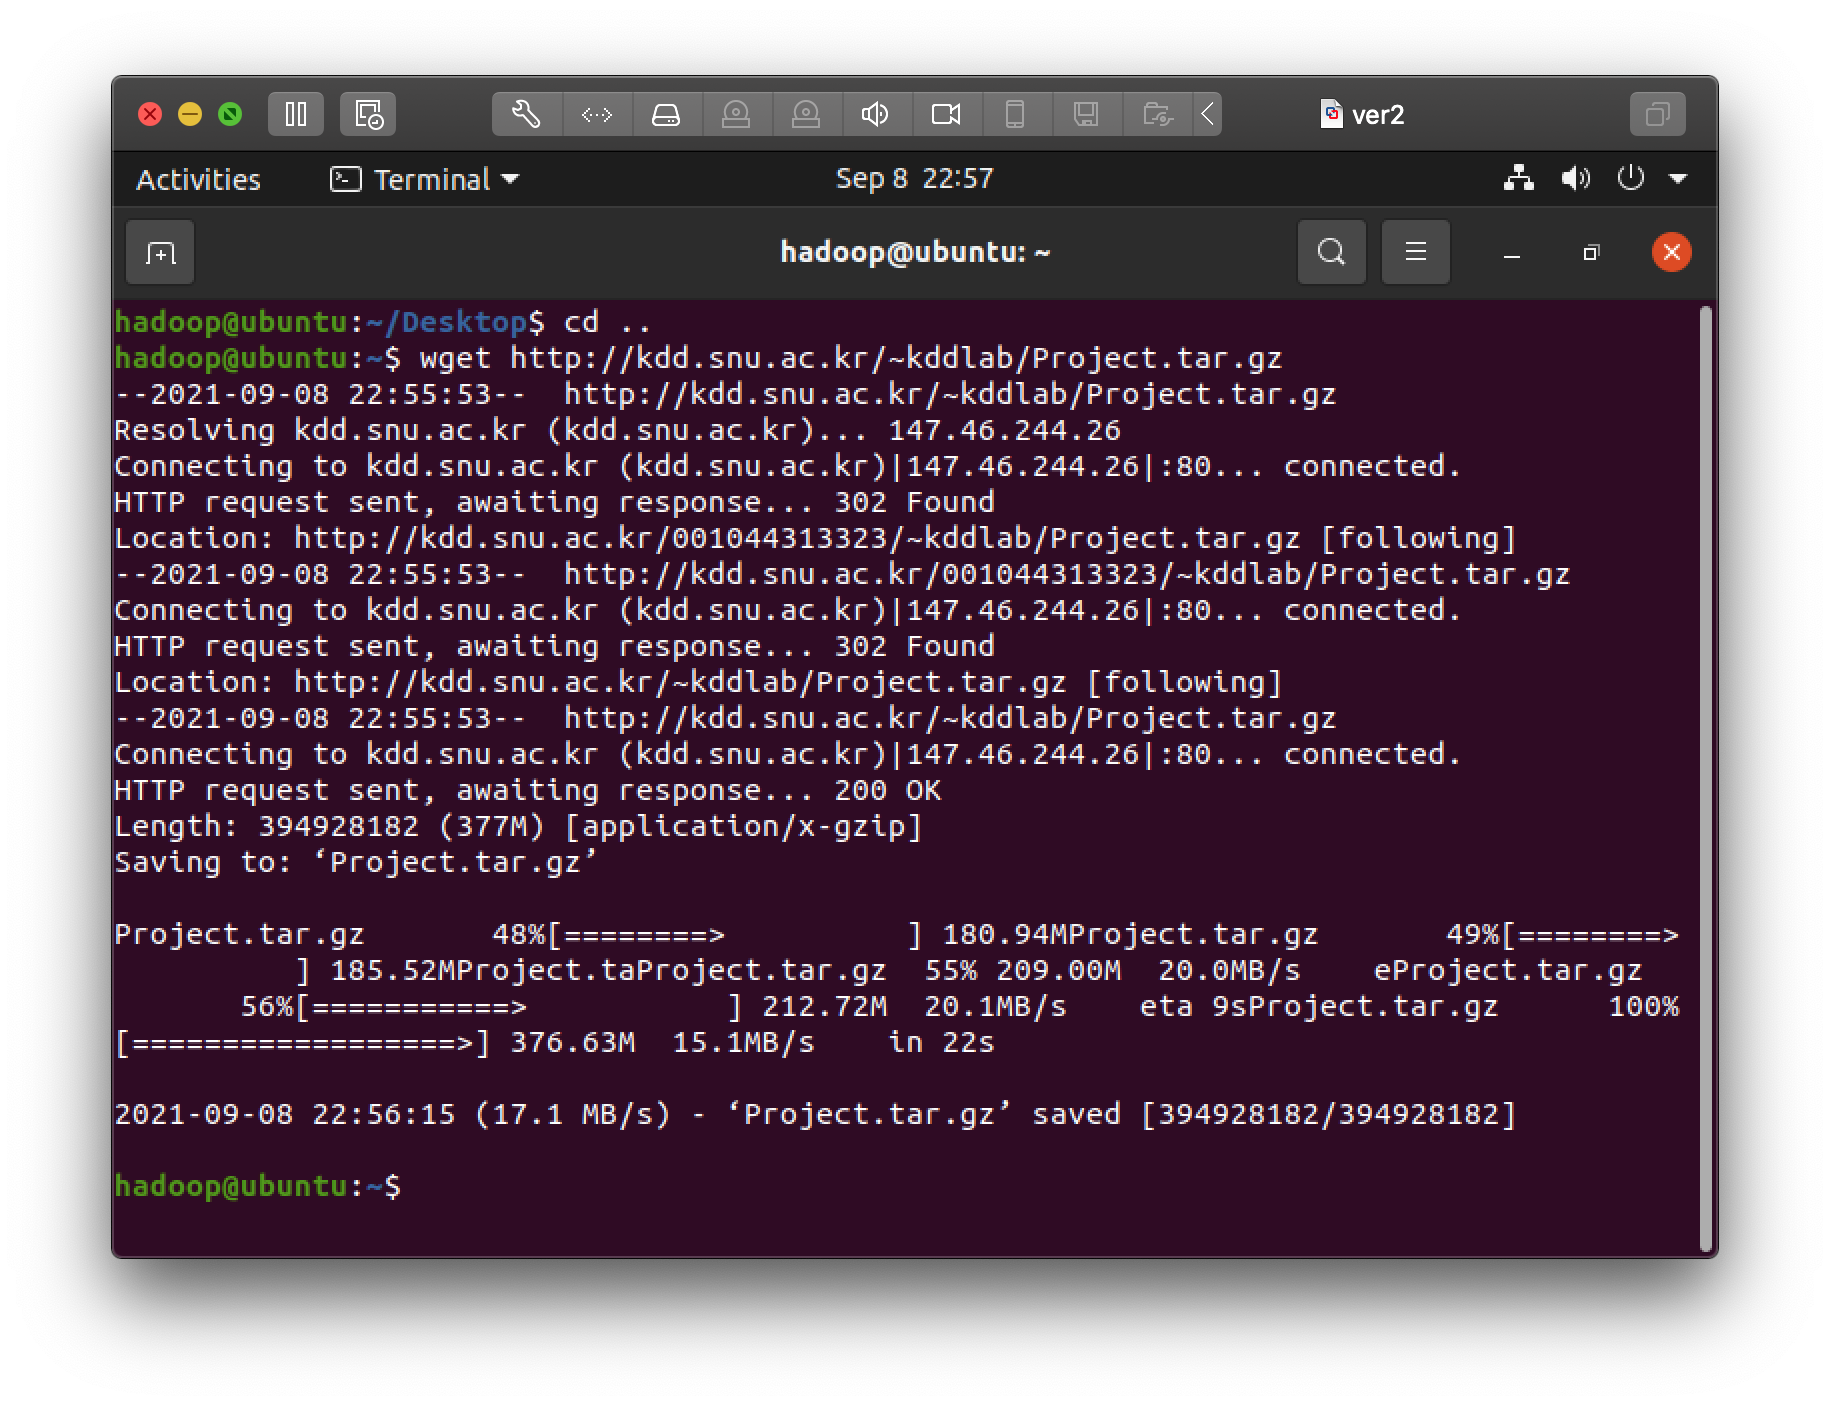 ver2
Activities Terminal Sep 8 22:57
hadoop@ubuntu: ~
hadoop@ubuntu:~/Desktop$ cd ..
hadoop@ubuntu:~$ wget http://kdd.snu.ac.kr/~kddlab/Project.tar.gz
--2021-09-08 22:55:53--  http://kdd.snu.ac.kr/~kddlab/Project.tar.gz
Resolving kdd.snu.ac.kr (kdd.snu.ac.kr)... 147.46.244.26
Connecting to kdd.snu.ac.kr (kdd.snu.ac.kr)|147.46.244.26|:80... connected.
HTTP request sent, awaiting response... 302 Found
Location: http://kdd.snu.ac.kr/001044313323/~kddlab/Project.tar.gz [following]
--2021-09-08 22:55:53--  http://kdd.snu.ac.kr/001044313323/~kddlab/Project.tar.gz
Connecting to kdd.snu.ac.kr (kdd.snu.ac.kr)|147.46.244.26|:80... connected.
HTTP request sent, awaiting response... 302 Found
Location: http://kdd.snu.ac.kr/~kddlab/Project.tar.gz [following]
--2021-09-08 22:55:53--  http://kdd.snu.ac.kr/~kddlab/Project.tar.gz
Connecting to kdd.snu.ac.kr (kdd.snu.ac.kr)|147.46.244.26|:80... connected.
HTTP request sent, awaiting response... 200 OK
Length: 394928182 (377M) [application/x-gzip]
Saving to: ‘Project.tar.gz’
Project.tar.gz       48%[========>          ] 180.94MProject.tar.gz       49%[========>
          ] 185.52MProject.taProject.tar.gz  55% 209.00M  20.0MB/s    eProject.tar.gz
       56%[===========>           ] 212.72M  20.1MB/s    eta 9sProject.tar.gz      100%
[==================>] 376.63M  15.1MB/s    in 22s
2021-09-08 22:56:15 (17.1 MB/s) - ‘Project.tar.gz’ saved [394928182/394928182]
hadoop@ubuntu:~$